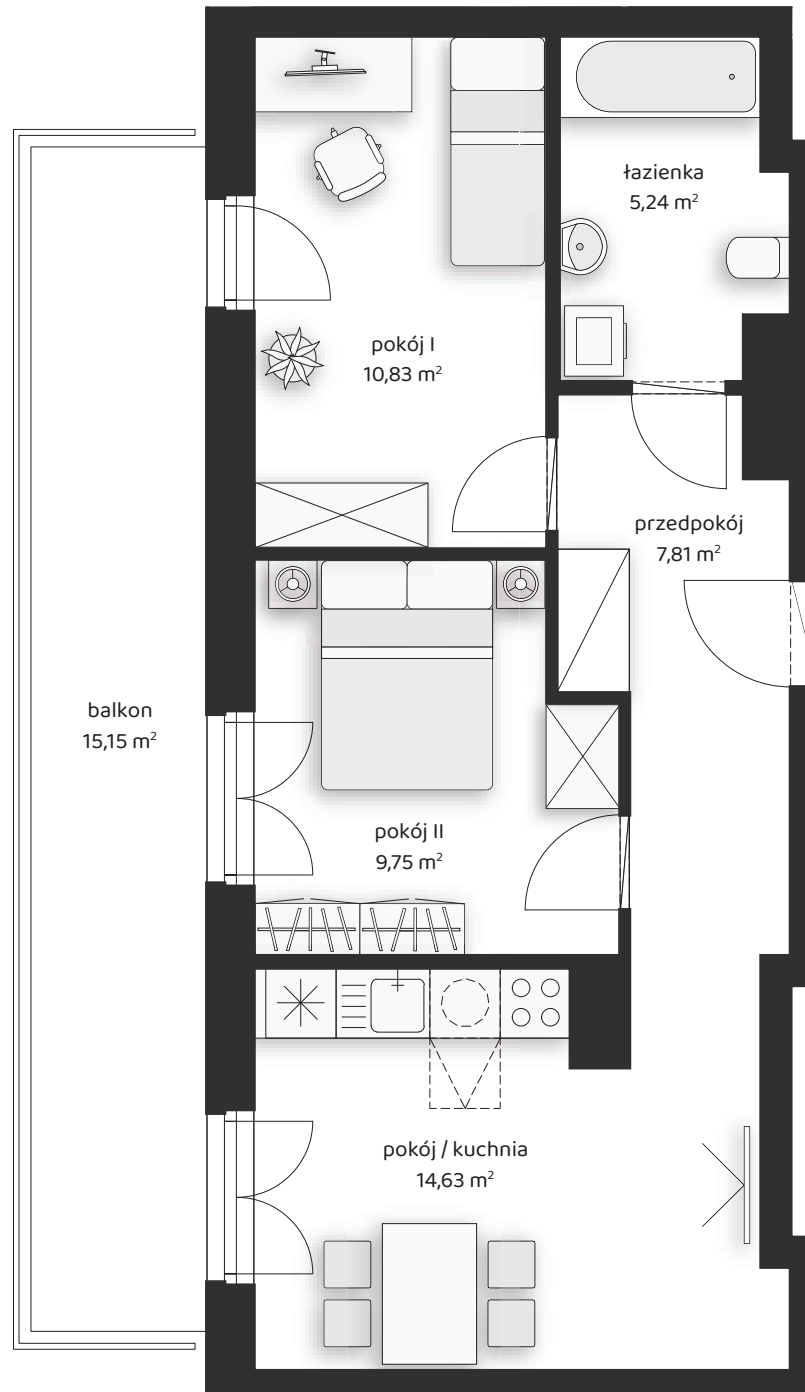 łazienka
5,24 m²
pokój I
10,83 m²
przedpokój
7,81 m²
balkon
15,15 m²
pokój II
9,75 m²
pokój / kuchnia
14,63 m²